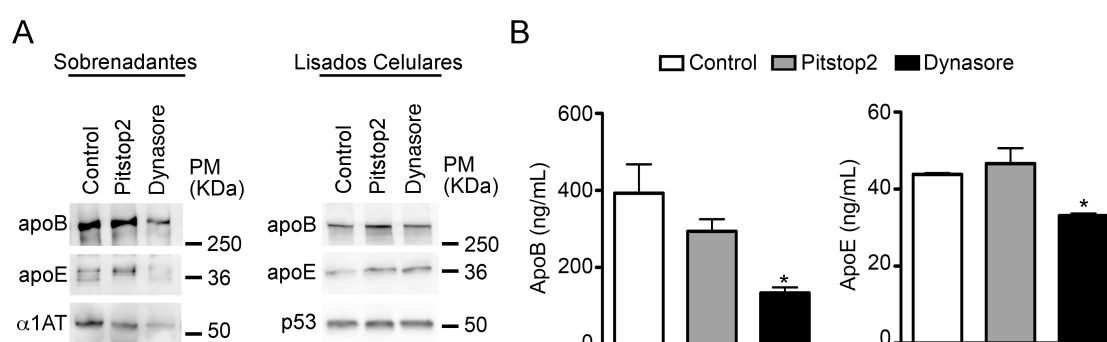 A
Sobrenadantes
Control
Pitstop2
Dynasore
PM
(KDa)
apoB
250
apoE
36
α1AT
50
Lisados Celulares
Control
Pitstop2
Dynasore
PM
(KDa)
apoB
250
apoE
36
p53
50
B
Control Pitstop2 Dynasore
ApoB (ng/mL)
600
400
200
0
*
ApoE (ng/mL)
60
40
20
0
*